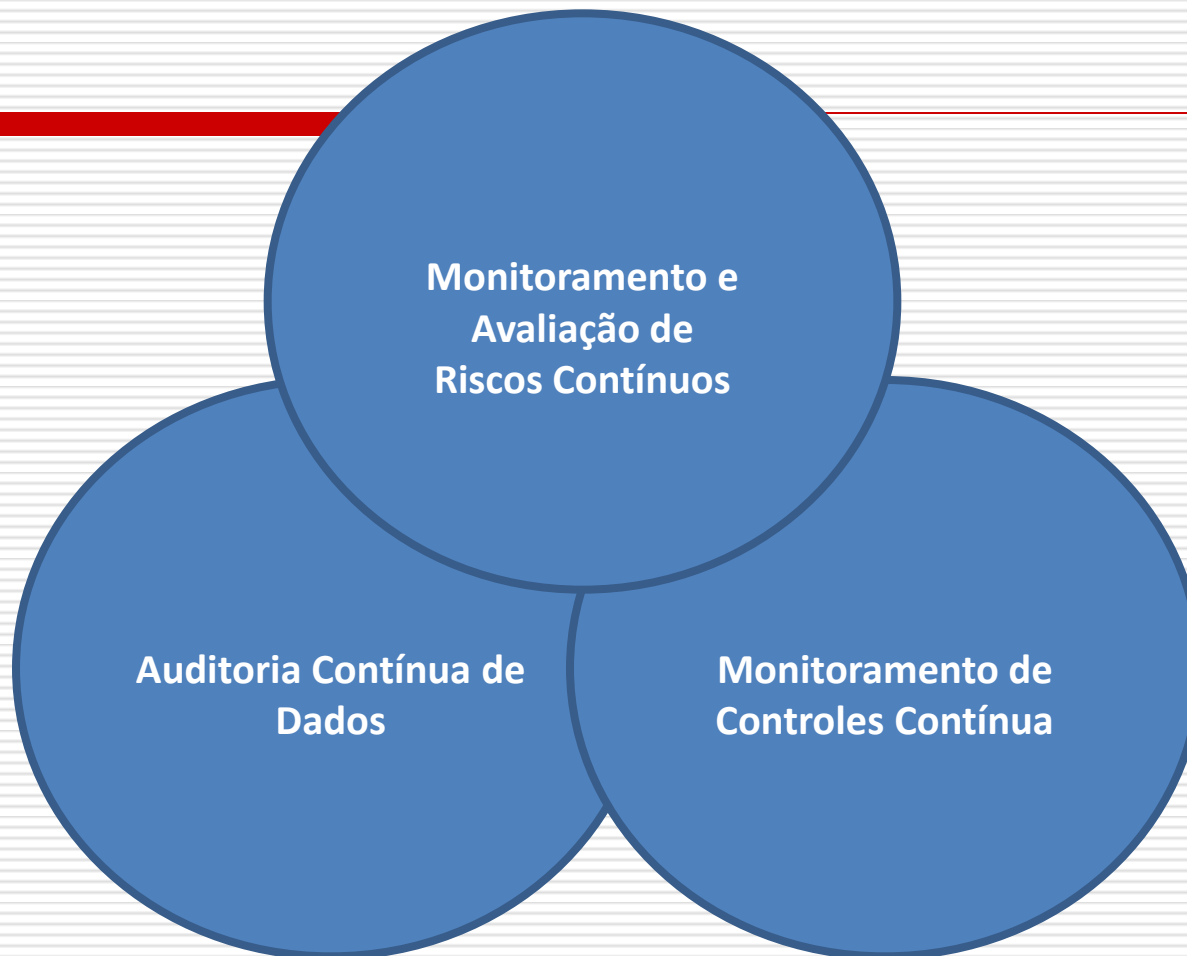 Monitoramento e
Avaliação de
Riscos Contínuos
Auditoria Contínua de
Dados
Monitoramento de
Controles Contínua